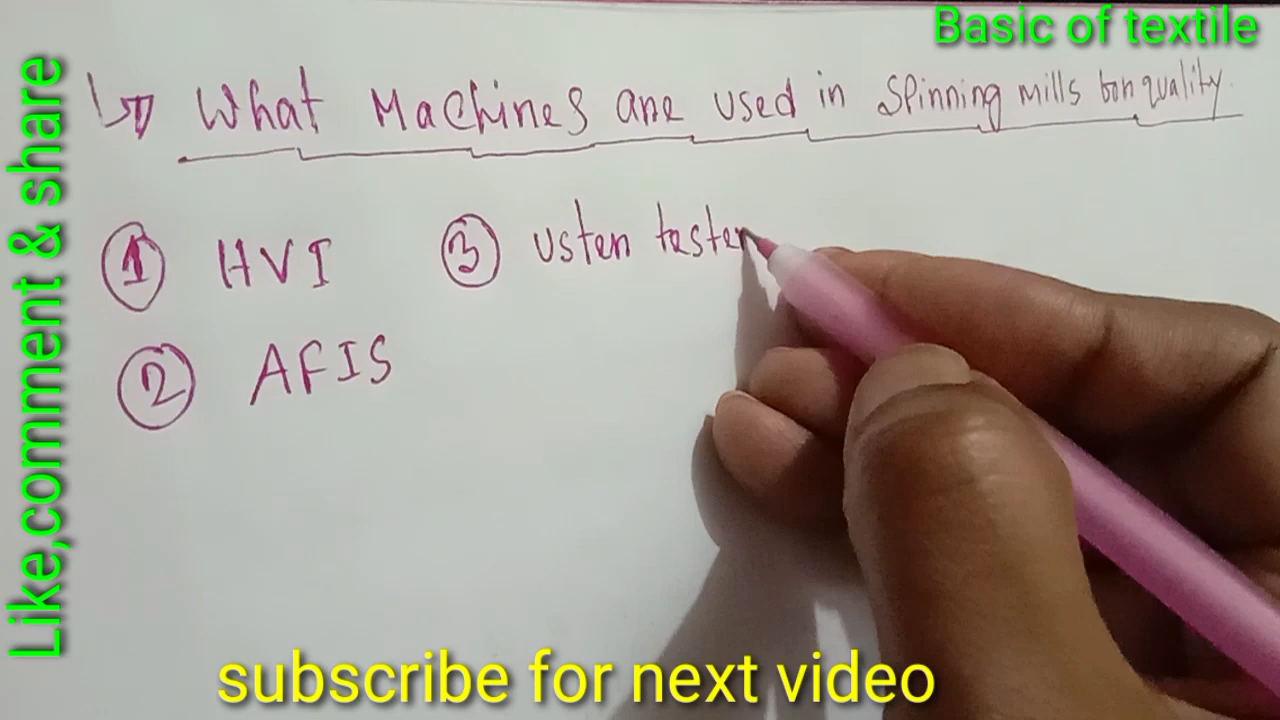 Basic of textile
What Machines are used in spinning mills for quality.
1 HVI
2 AFIS
3 Uster tester
Like,comment & share
subscribe for next video